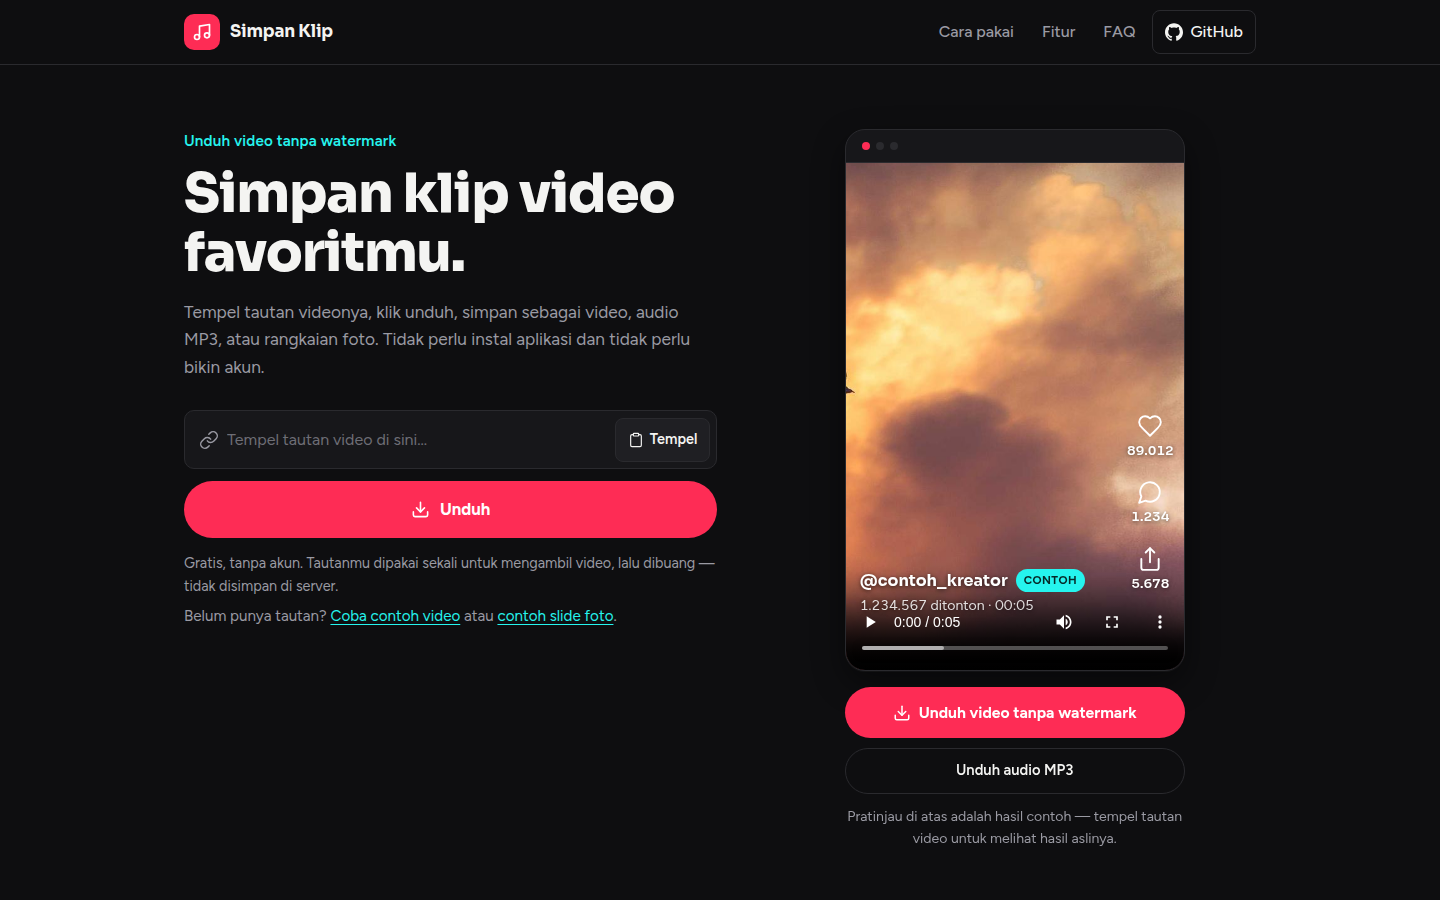 Simpan Klip
Cara pakai
Fitur
FAQ
GitHub
Unduh video tanpa watermark
Simpan klip video
favoritmu.
Tempel tautan videonya, klik unduh, simpan sebagai video, audio
MP3, atau rangkaian foto. Tidak perlu instal aplikasi dan tidak perlu
bikin akun.
Tempel tautan video di sini...
Tempel
Unduh
Gratis, tanpa akun. Tautanmu dipakai sekali untuk mengambil video, lalu dibuang —
tidak disimpan di server.
Belum punya tautan? Coba contoh video atau contoh slide foto.
89.012
1.234
5.678
@contoh_kreator CONTOH
1.234.567 ditonton · 00:05
0:00 / 0:05
Unduh video tanpa watermark
Unduh audio MP3
Pratinjau di atas adalah hasil contoh — tempel tautan
video untuk melihat hasil aslinya.